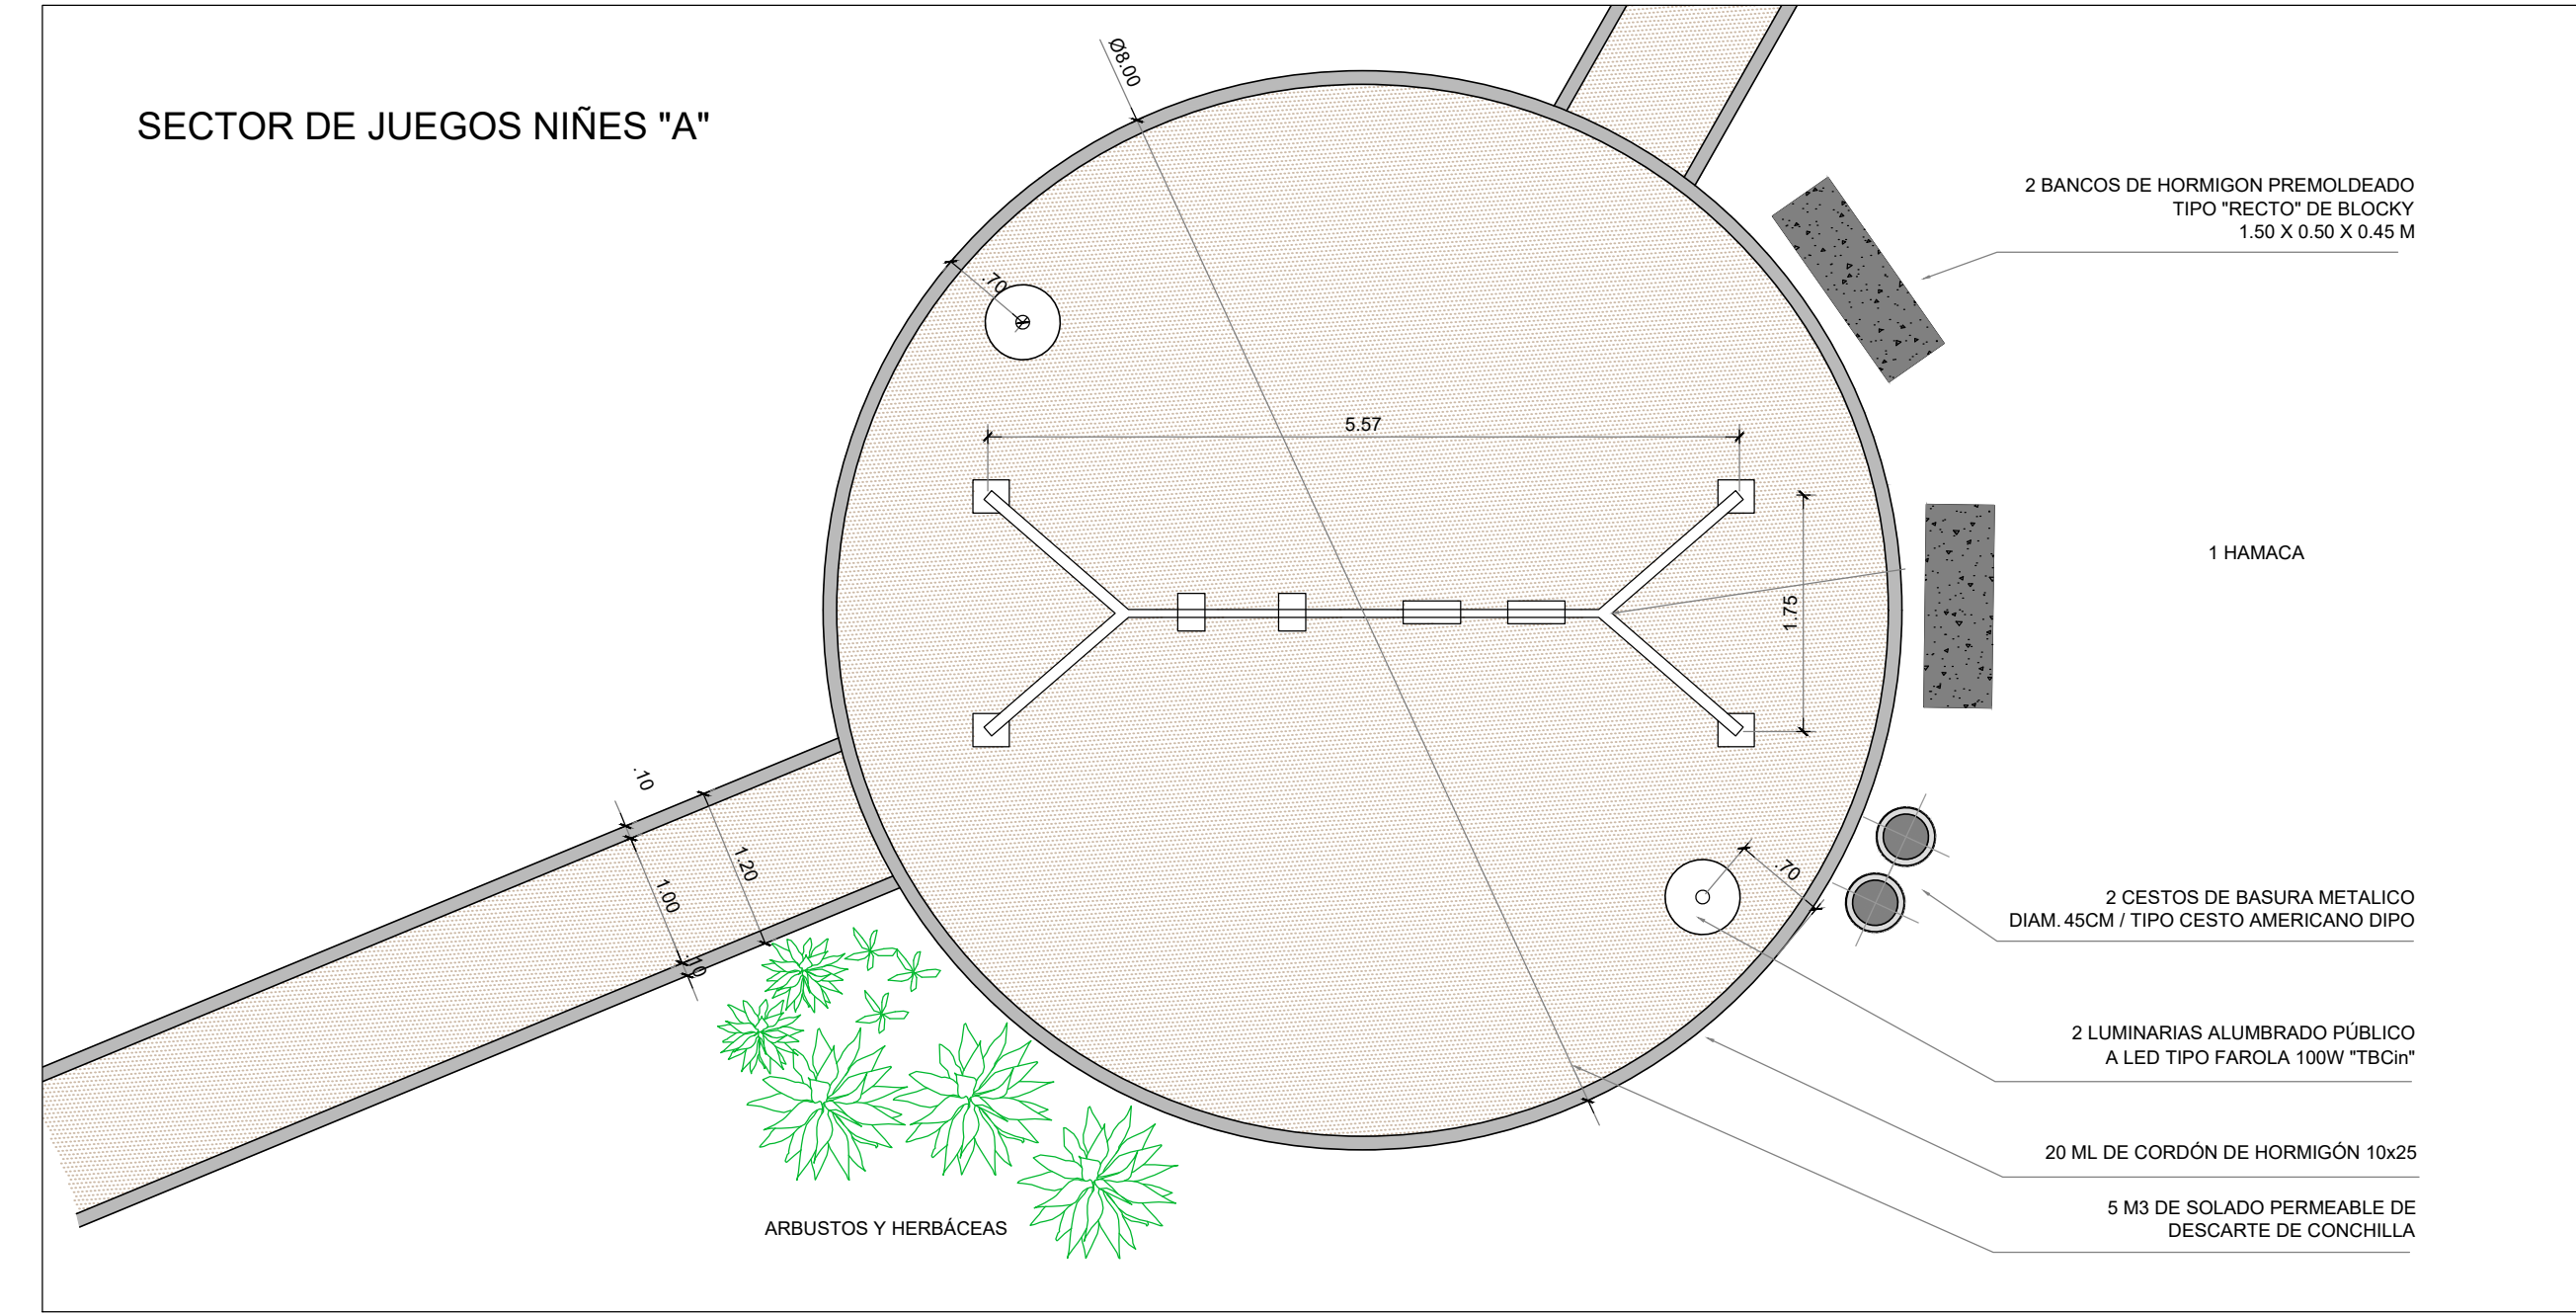 Ø8.00
SECTOR DE JUEGOS NIÑES "A"
2 BANCOS DE HORMIGON PREMOLDEADO
TIPO "RECTO" DE BLOCKY
1.50 X 0.50 X 0.45 M
.70
5.57
1 HAMACA
1.75
.10
1.20
1.00
.10
.70
2 CESTOS DE BASURA METALICO
DIAM. 45CM / TIPO CESTO AMERICANO DIPO
2 LUMINARIAS ALUMBRADO PÚBLICO
A LED TIPO FAROLA 100W "TBCin"
20 ML DE CORDÓN DE HORMIGÓN 10x25
5 M3 DE SOLADO PERMEABLE DE
DESCARTE DE CONCHILLA
ARBUSTOS Y HERBÁCEAS